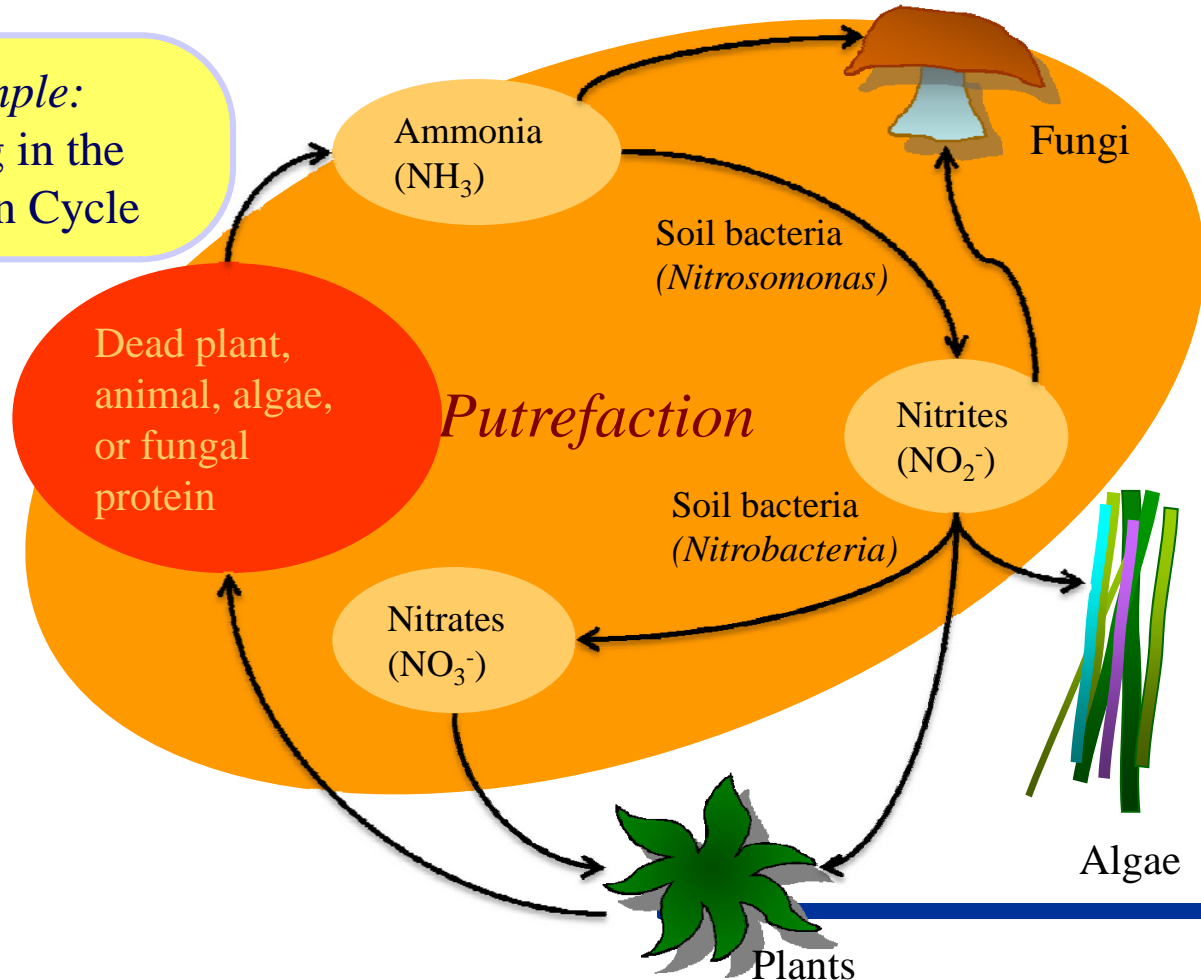 mple:
in the
n Cycle
Ammonia
(NH₃)
Fungi
Soil bacteria
(Nitrosomonas)
Dead plant,
animal, algae,
or fungal
protein
Putrefaction
Nitrites
(NO₂⁻)
Soil bacteria
(Nitrobacteria)
Nitrates
(NO₃⁻)
Algae
Plants